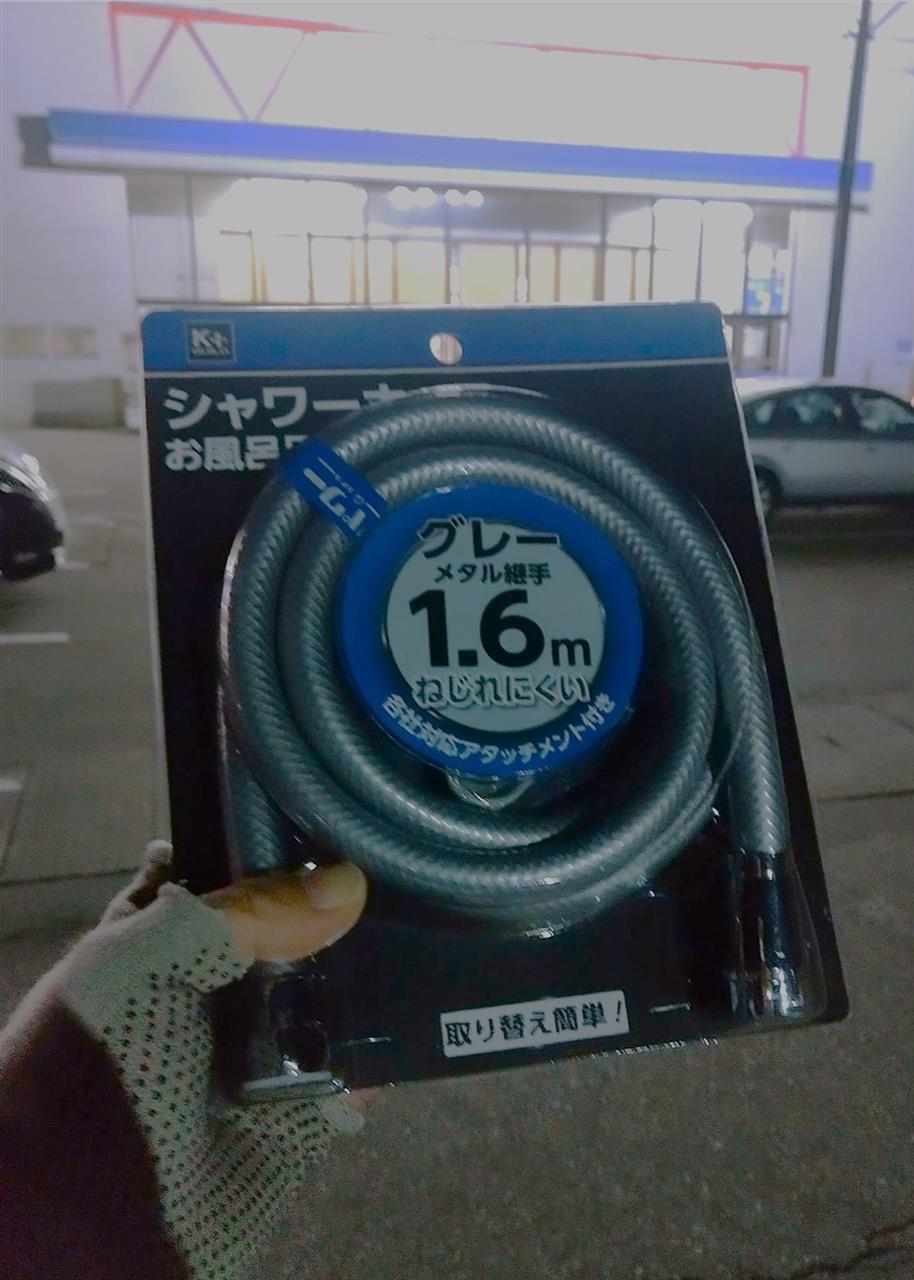 K+
シャワーホ
お風呂
グレー
メタル継手
1.6m
ねじれにくい
各社対応アタッチメント付き
取り替え簡単!